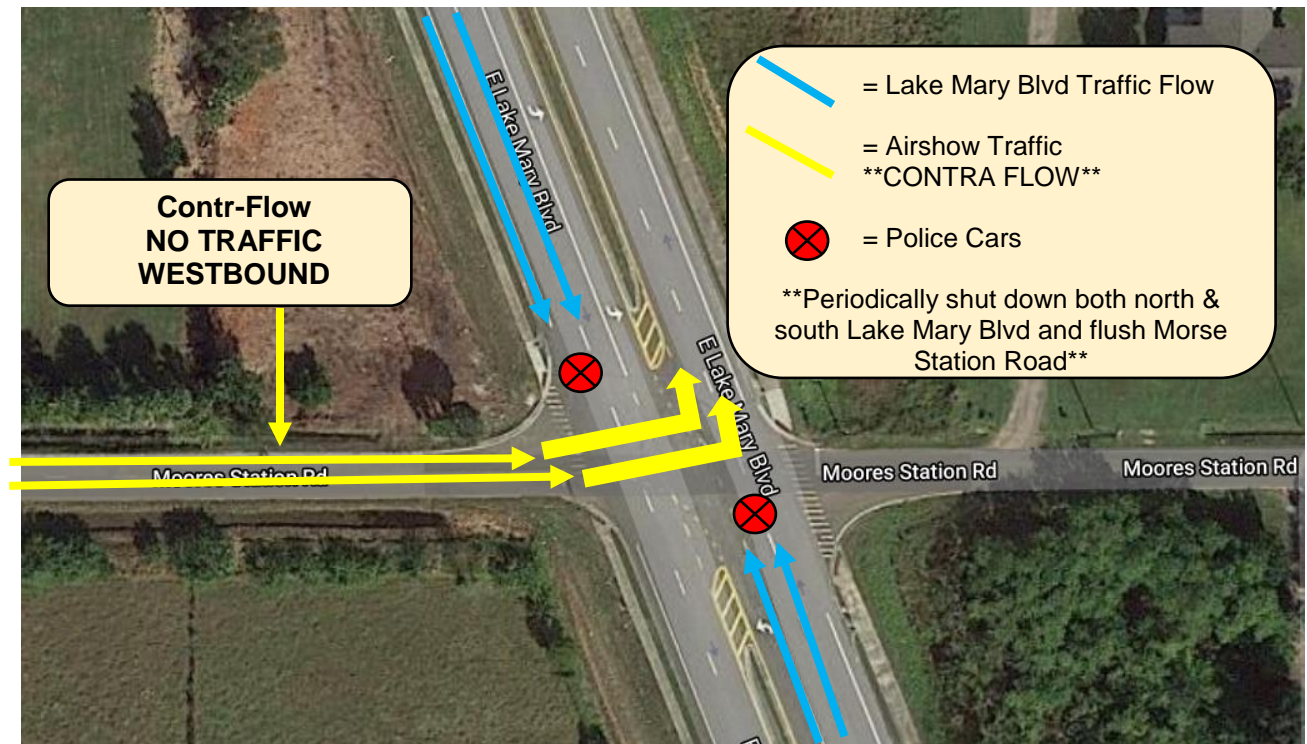 E Lake Mary Blvd
= Lake Mary Blvd Traffic Flow
= Airshow Traffic
**CONTRA FLOW**
= Police Cars
**Periodically shut down both north &
south Lake Mary Blvd and flush Morse
Station Road**
Contr-Flow
NO TRAFFIC
WESTBOUND
E Lake Mary Blvd
Moores Station Rd
Moores Station Rd
Moores Station Rd